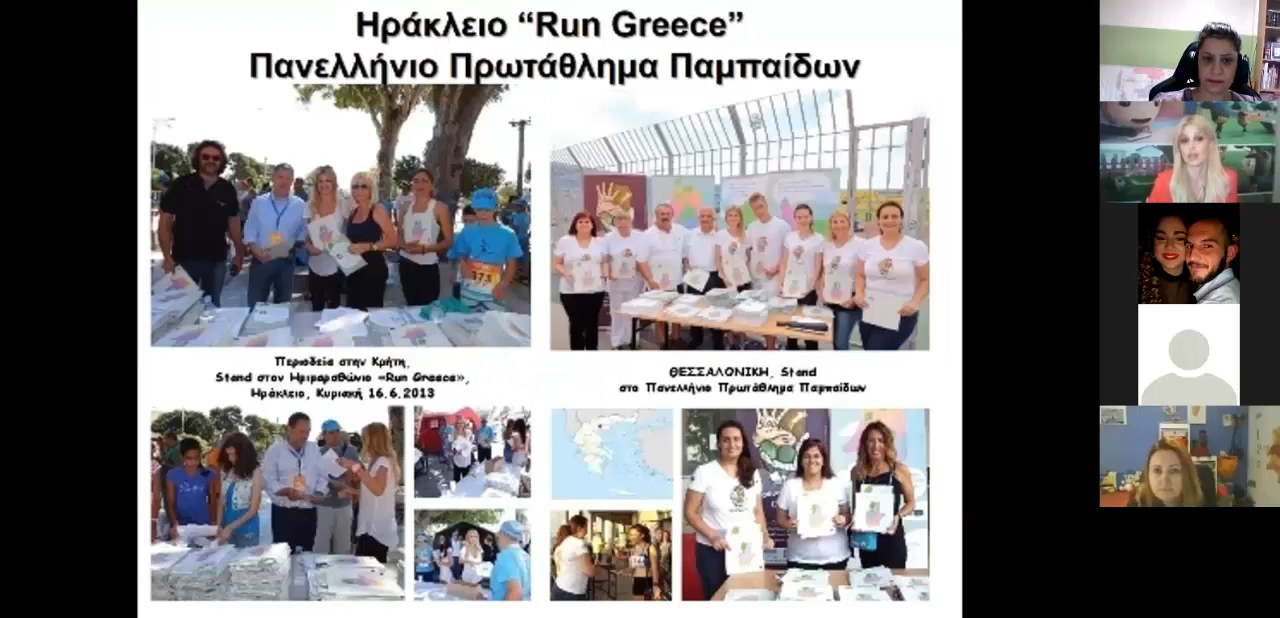 Ηράκλειο “Run Greece”
Πανελλήνιο Πρωτάθλημα Παμπαίδων
Περιοδεία στην Κρήτη,
Stand στον Ημιμαραθώνιο «Run Greece»,
Ηράκλειο, Κυριακή 16.6.2013
ΘΕΣΣΑΛΟΝΙΚΗ, Stand
στο Πανελλήνιο Πρωτάθλημα Παμπαίδων